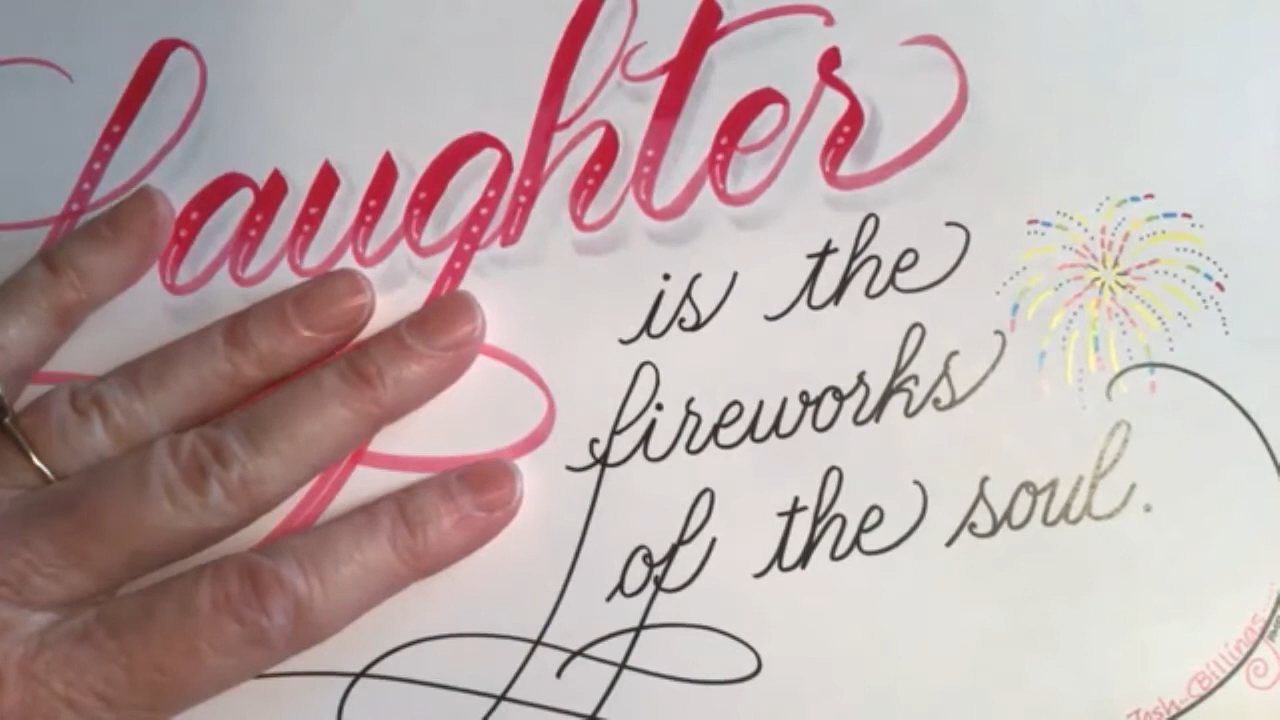 Laughter
is the
fireworks
of the soul.
Josh Billings